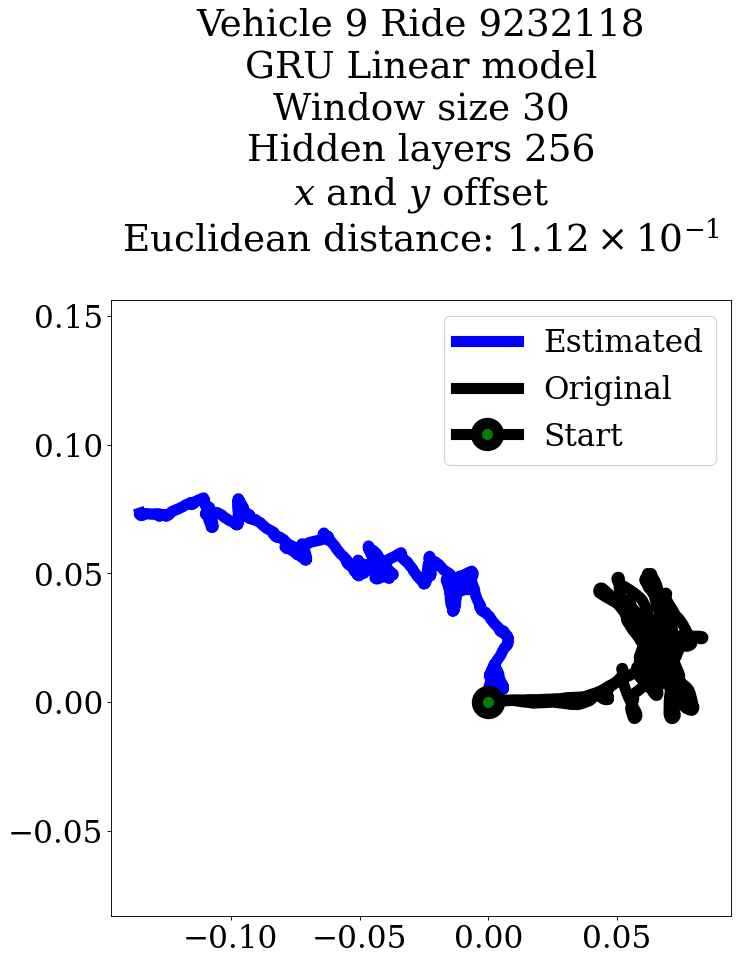 Vehicle 9 Ride 9232118
GRU Linear model
Window size 30
Hidden layers 256
x and y offset
Euclidean distance: 1.12 × 10⁻¹
0.15
0.10
0.05
0.00
−0.05
Estimated
Original
Start
−0.10
−0.05
0.00
0.05